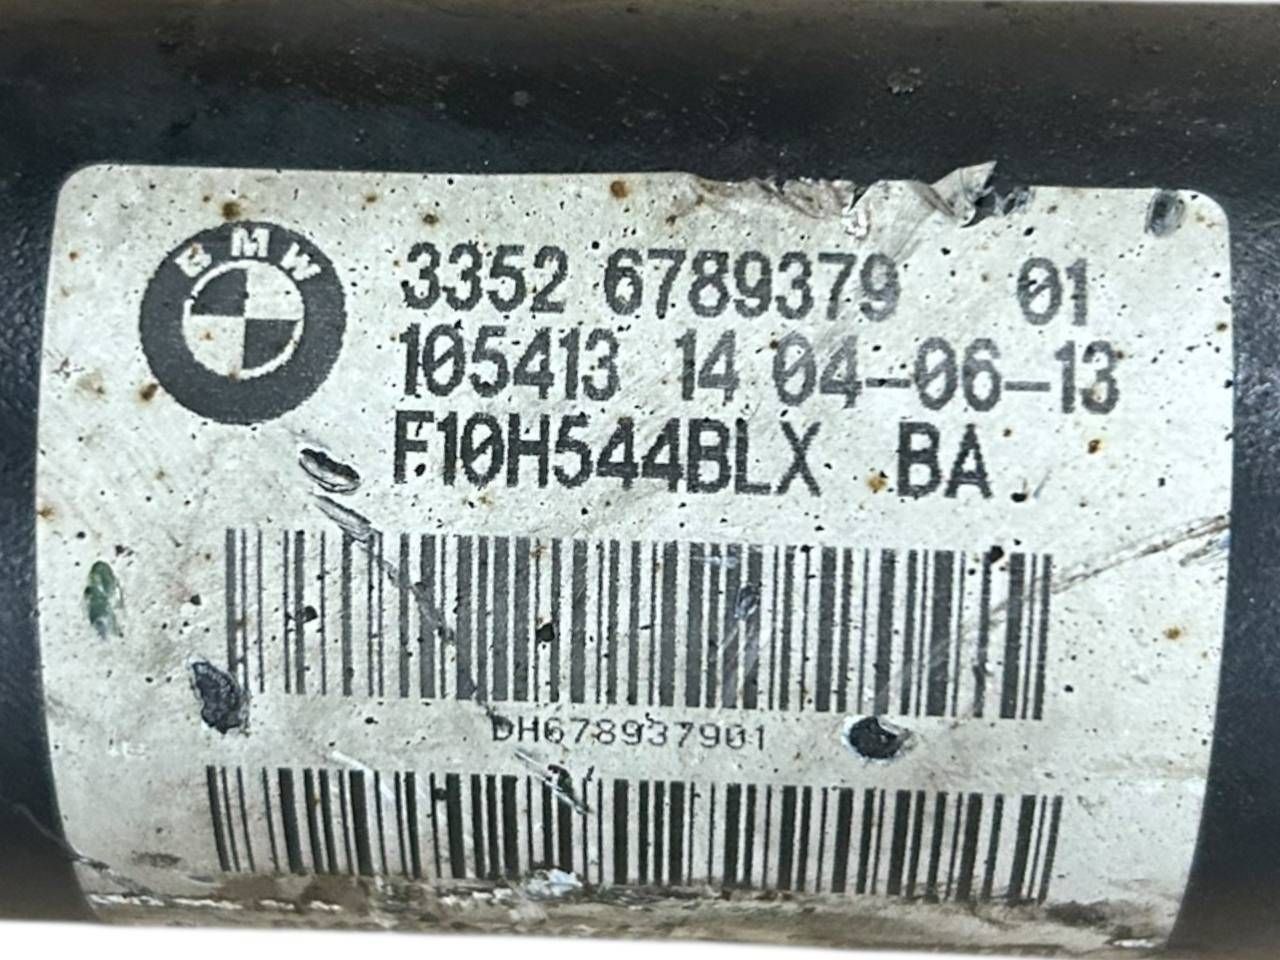 BMW
3352 6789379 01
105413 14 04-06-13
F10H544BLX BA
DH678937901